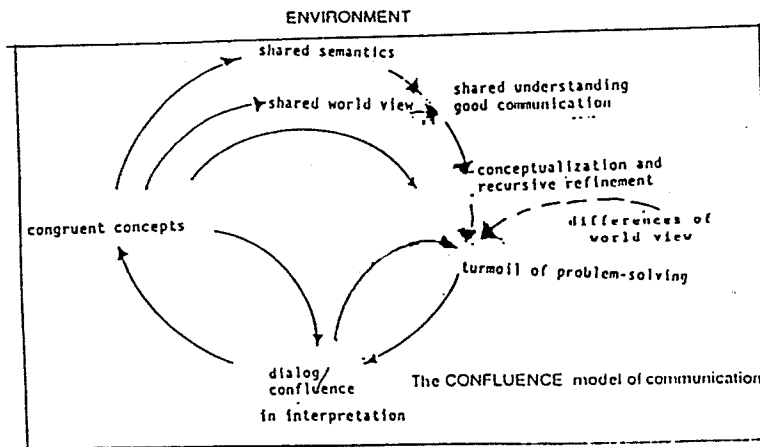 ENVIRONMENT
shared semantics
shared understanding
good communication
shared world view
conceptualization and
recursive refinement
congruent concepts
differences of
world view
turmoil of problem-solving
dialog/
confluence
in interpretation
The CONFLUENCE model of communication